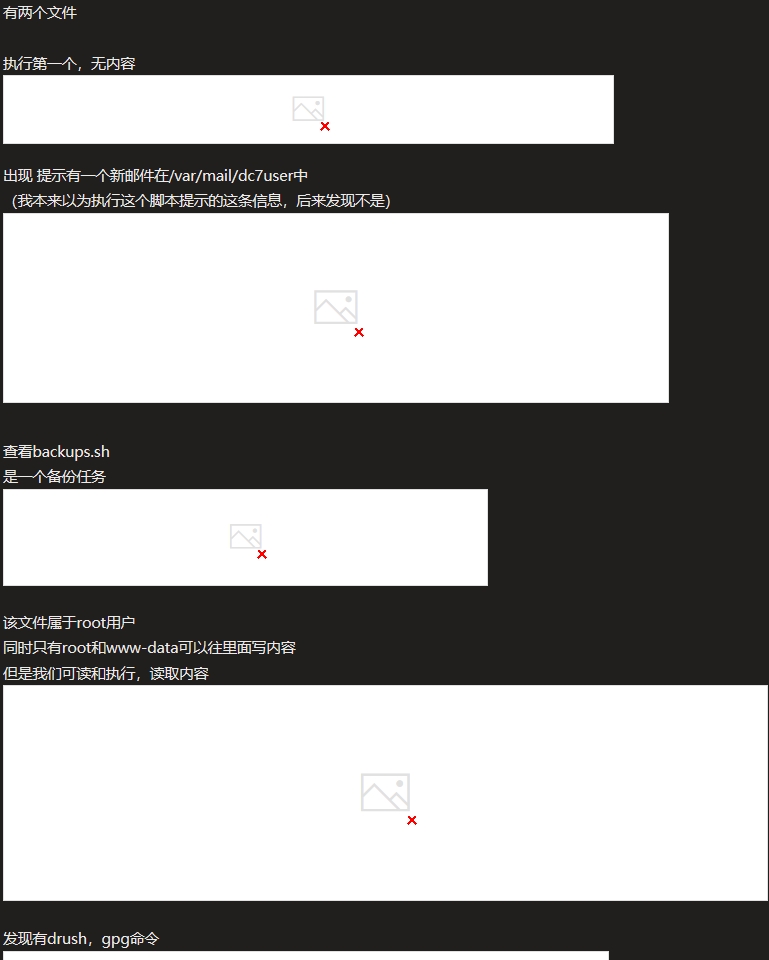 有两个文件
执行第一个，无内容
出现 提示有一个新邮件在/var/mail/dc7user中
（我本来以为执行这个脚本提示的这条信息，后来发现不是）
查看backups.sh
是一个备份任务
该文件属于root用户
同时只有root和www-data可以往里面写内容
但是我们可读和执行，读取内容
发现有drush，gpg命令